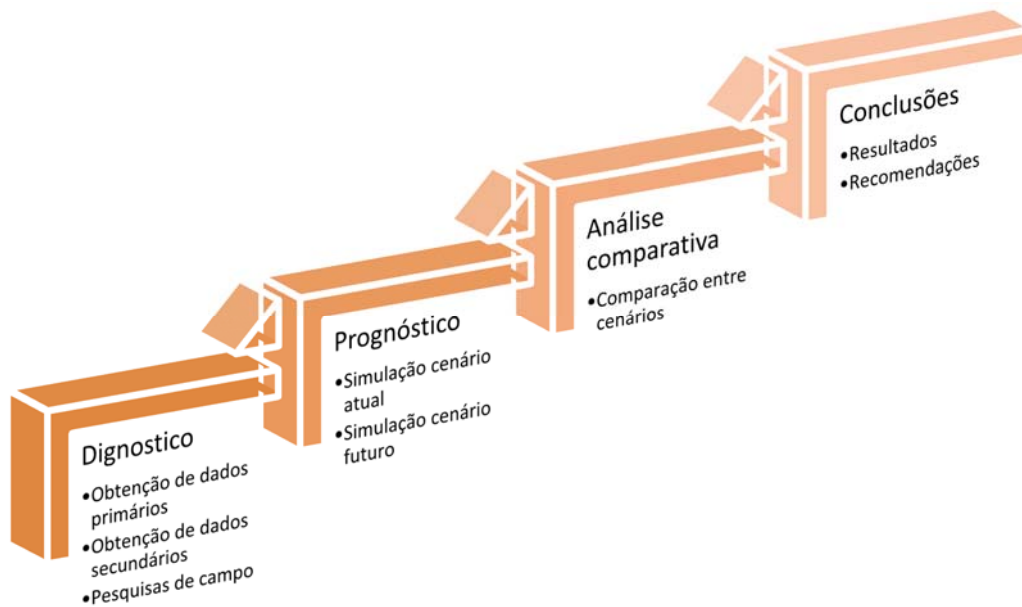 Dignostico
•Obtenção de dados
primários
•Obtenção de dados
secundários
•Pesquisas de campo
Prognóstico
•Simulação cenário
atual
•Simulação cenário
futuro
Análise
comparativa
•Comparação entre
cenários
Conclusões
•Resultados
•Recomendações